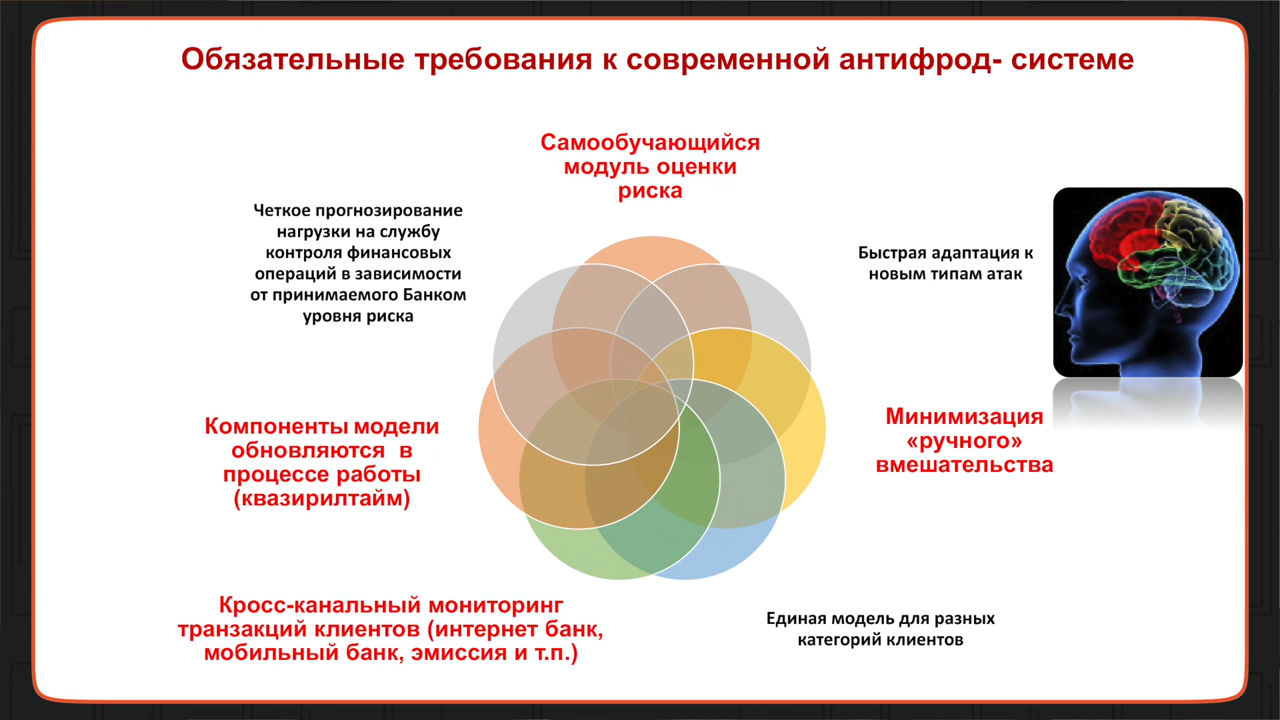 Обязательные требования к современной антифрод- системе
Самообучающийся
модуль оценки
риска
Четкое прогнозирование
нагрузки на службу
контроля финансовых
операций в зависимости
от принимаемого Банком
уровня риска
Быстрая адаптация к
новым типам атак
Компоненты модели
обновляются  в
процессе работы
(квазирилтайм)
Минимизация
«ручного»
вмешательства
Кросс-канальный мониторинг
транзакций клиентов (интернет банк,
мобильный банк, эмиссия и т.п.)
Единая модель для разных
категорий клиентов